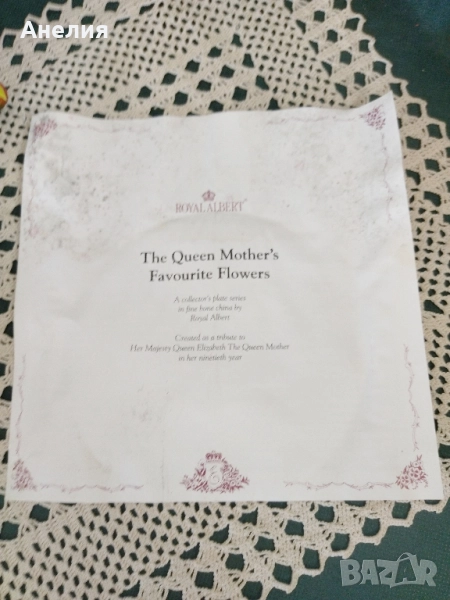 Анелия
ROYAL ALBERT
The Queen Mother's
Favourite Flowers
A collector's plate series
in fine bone china by
Royal Albert
Created as a tribute to
Her Majesty Queen Elizabeth The Queen Mother
in her ninetieth year
BAZAR